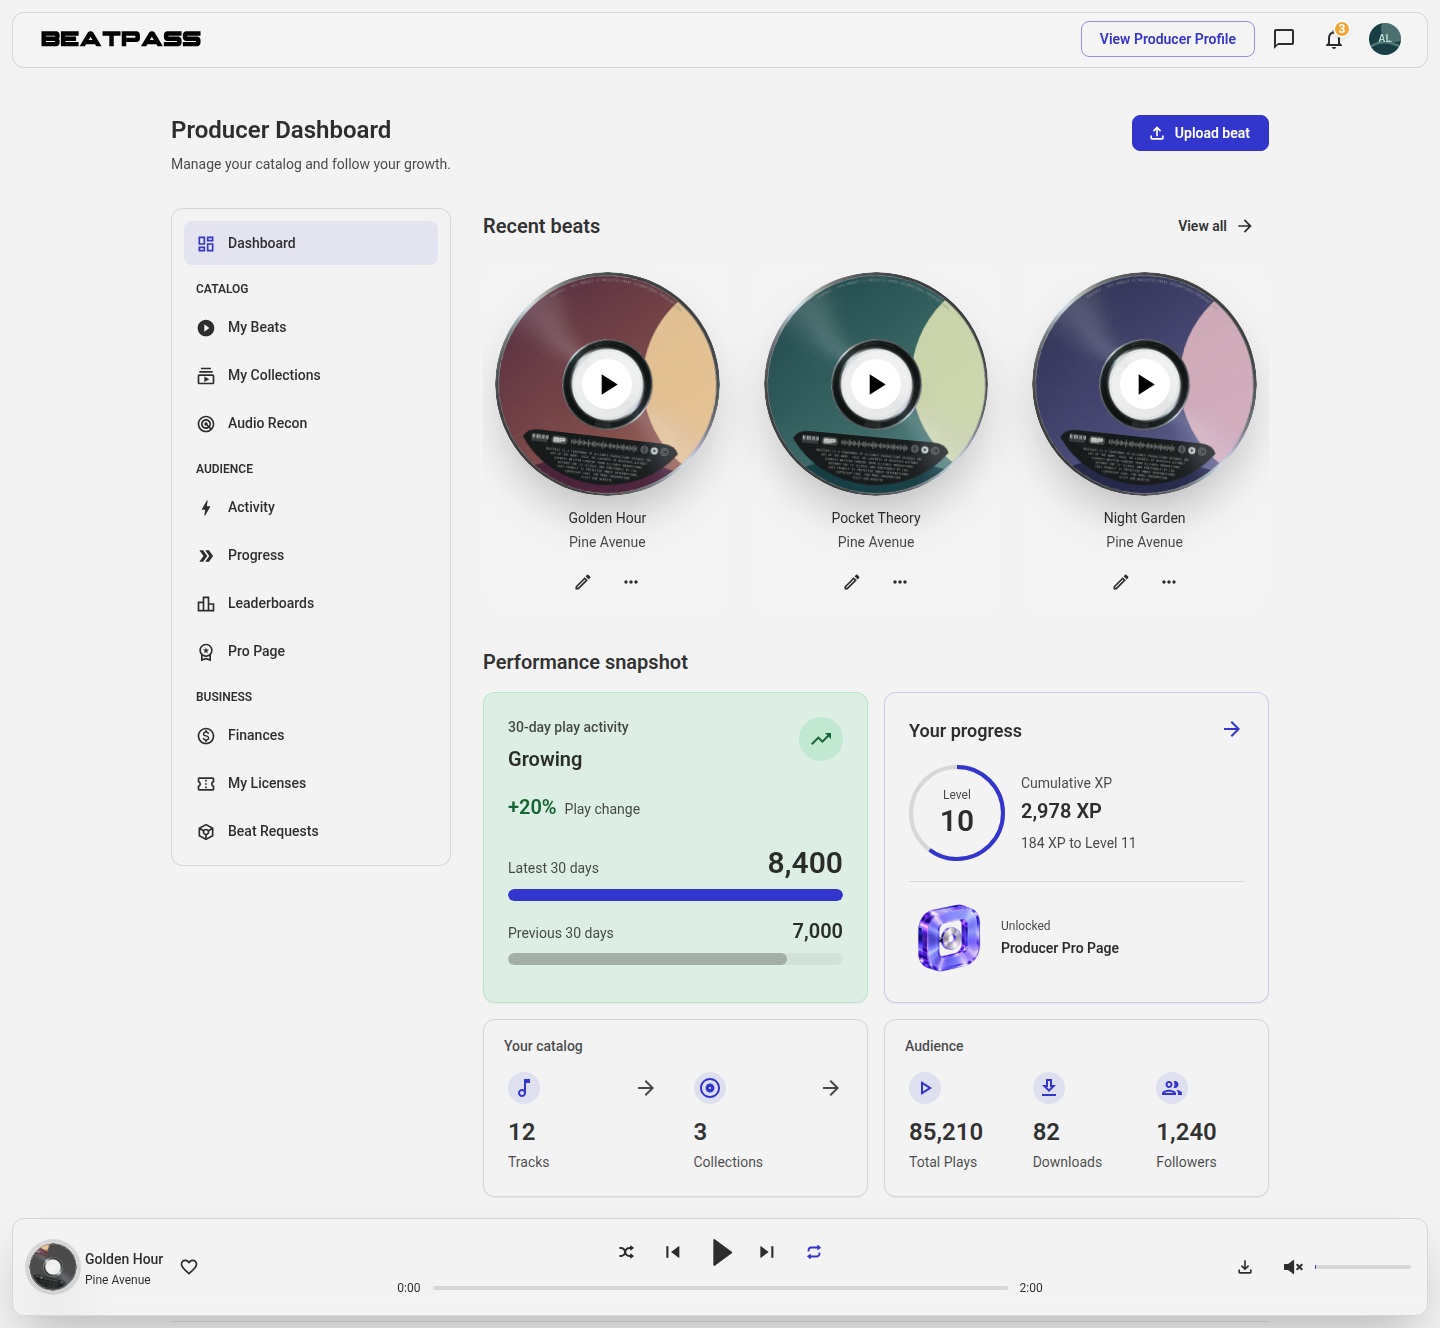 BEATPASS
View Producer Profile
3
AL
Producer Dashboard
Upload beat
Manage your catalog and follow your growth.
Dashboard
CATALOG
My Beats
My Collections
Audio Recon
AUDIENCE
Activity
Progress
Leaderboards
Pro Page
BUSINESS
Finances
My Licenses
Beat Requests
Recent beats
View all
Golden Hour
Pine Avenue
Pocket Theory
Pine Avenue
Night Garden
Pine Avenue
Performance snapshot
30-day play activity
Growing
+20% Play change
Latest 30 days 8,400
Previous 30 days 7,000
Your progress
Level
10
Cumulative XP
2,978 XP
184 XP to Level 11
Unlocked
Producer Pro Page
Your catalog
12
Tracks
3
Collections
Audience
85,210
Total Plays
82
Downloads
1,240
Followers
Golden Hour
Pine Avenue
0:00
2:00